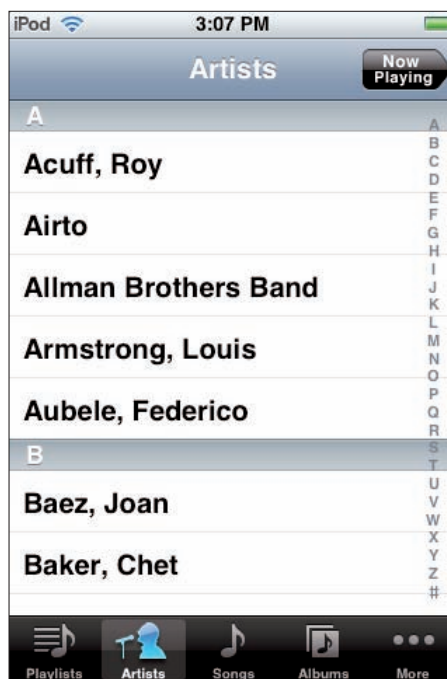 iPod 3:07 PM
Artists
Now
Playing
A
Acuff, Roy
Airto
Allman Brothers Band
Armstrong, Louis
Aubele, Federico
B
Baez, Joan
Baker, Chet
A
B
C
D
E
F
G
H
I
J
K
L
M
N
O
P
Q
R
S
T
U
V
W
X
Y
Z
#
Playlists Artists Songs Albums More